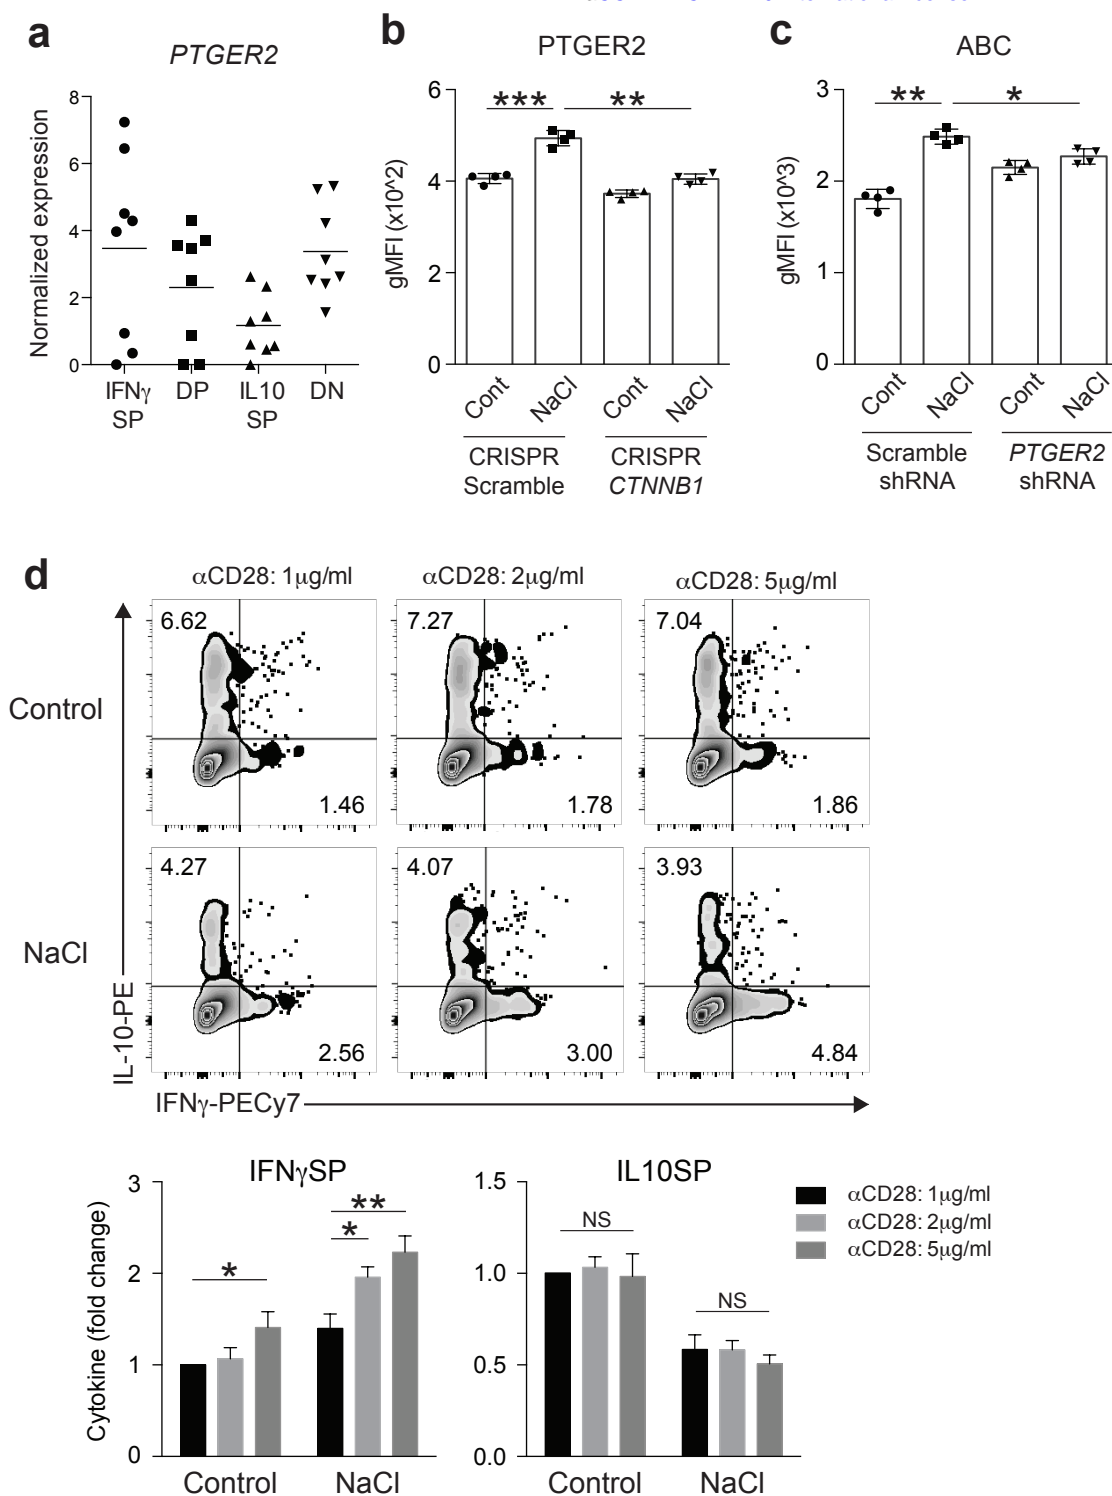 a
PTGER2
Normalized expression
8
6
4
2
0
IFNγ
SP
DP
IL10
SP
DN
b
PTGER2
gMFI (x10^2)
6
4
2
0
***
**
Cont
NaCl
Cont
NaCl
CRISPR
Scramble
CRISPR
CTNNB1
c
ABC
gMFI (x10^3)
3
2
1
0
**
*
Cont
NaCl
Cont
NaCl
Scramble
shRNA
PTGER2
shRNA
d
αCD28: 1μg/ml
αCD28: 2μg/ml
αCD28: 5μg/ml
Control
6.62
1.46
7.27
1.78
7.04
1.86
NaCl
4.27
2.56
4.07
3.00
3.93
4.84
IL-10-PE
IFNγ-PECy7
IFNγSP
Cytokine (fold change)
3
2
1
0
*
*
**
Control
NaCl
IL10SP
1.5
1.0
0.5
0.0
NS
NS
Control
NaCl
αCD28: 1μg/ml
αCD28: 2μg/ml
αCD28: 5μg/ml